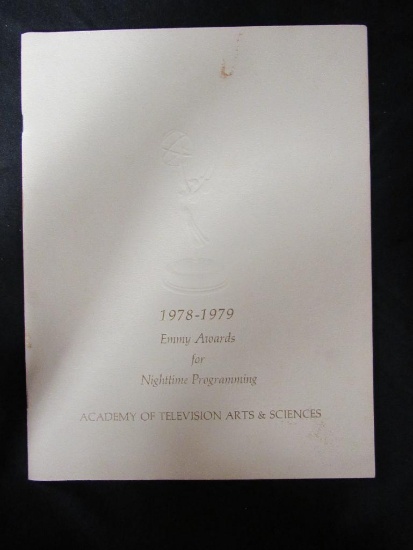 1978-1979
Emmy Awards
for
Nighttime Programming
ACADEMY OF TELEVISION ARTS & SCIENCES